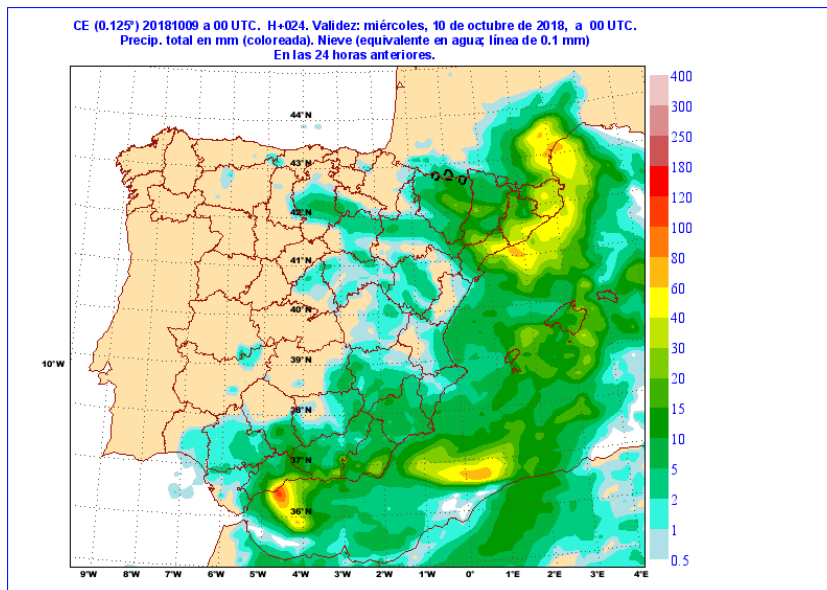 CE (0.125°) 20181009 a 00 UTC. H+024. Validez: miércoles, 10 de octubre de 2018, a 00 UTC.
Precip. total en mm (coloreada). Nieve (equivalente en agua; línea de 0.1 mm)
En las 24 horas anteriores.
400
300
250
180
120
100
80
60
40
30
20
15
10
5
2
1
0.5
44°N
43°N
42°N
41°N
40°N
39°N
38°N
37°N
36°N
10°W
9°W 8°W 7°W 6°W 5°W 4°W 3°W 2°W 1°W 0° 1°E 2°E 3°E 4°E